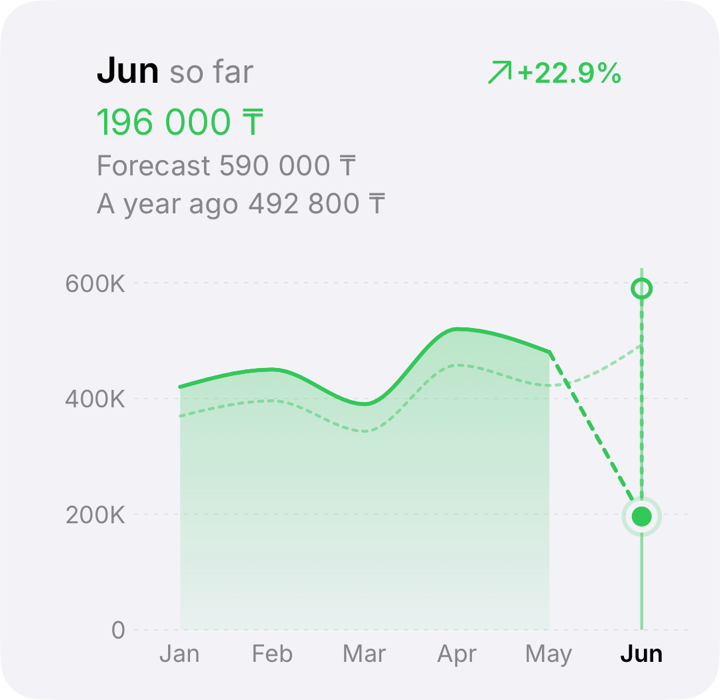 Jun so far
↗+22.9%
196 000 ₸
Forecast 590 000 ₸
A year ago 492 800 ₸
600K
400K
200K
0
Jan Feb Mar Apr May Jun